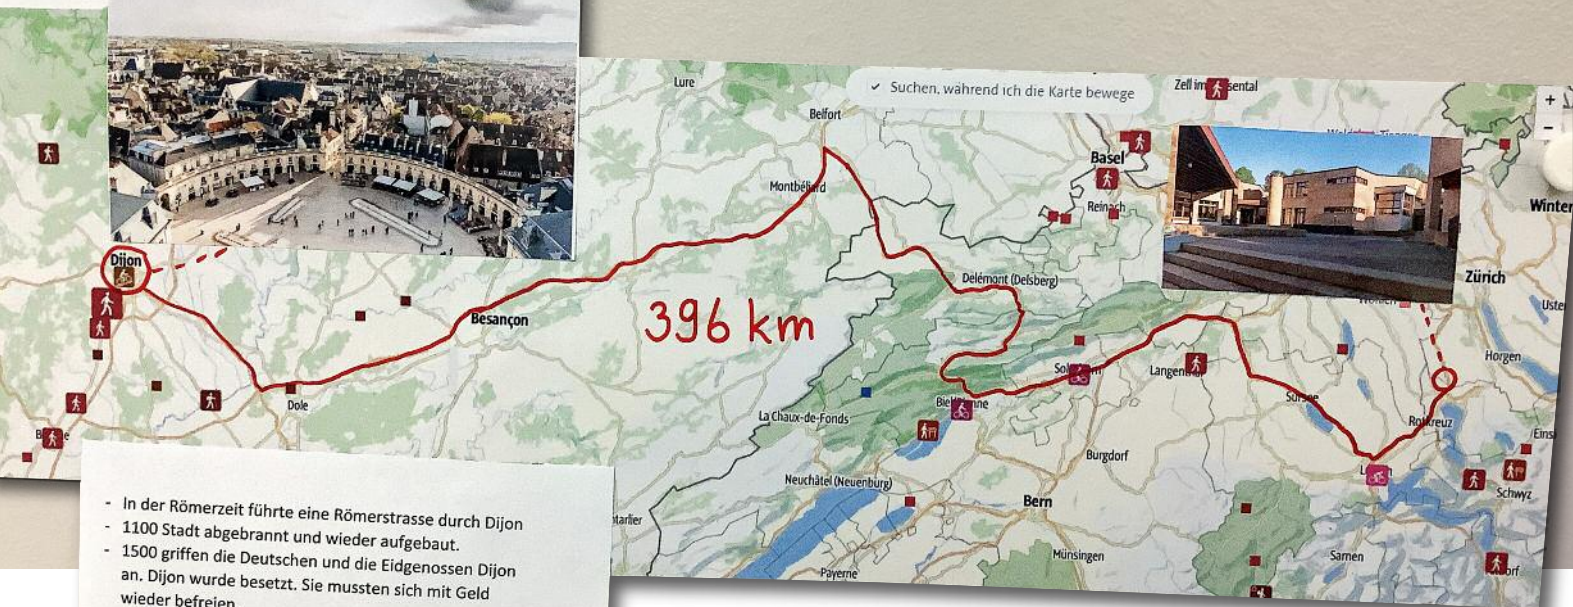 Lure
✓ Suchen, während ich die Karte bewege
Zell im
sental
Belfort
Basel
Montbéliard
Reinach
Winter
Dijon
Delémont (Delsberg)
Zürich
Uster
396 km
Besançon
Horgen
Langen
Dole
Sursee
La Chaux-de-Fonds
Rotkreuz
Eins
Burgdorf
Neuchâtel (Neuenburg)
Schwyz
Bern
tarlier
Münsingen
Sarnen
Payerne
- In der Römerzeit führte eine Römerstrasse durch Dijon
- 1100 Stadt abgebrannt und wieder aufgebaut.
- 1500 griffen die Deutschen und die Eidgenossen Dijon
an. Dijon wurde besetzt. Sie mussten sich mit Geld
wieder befreien